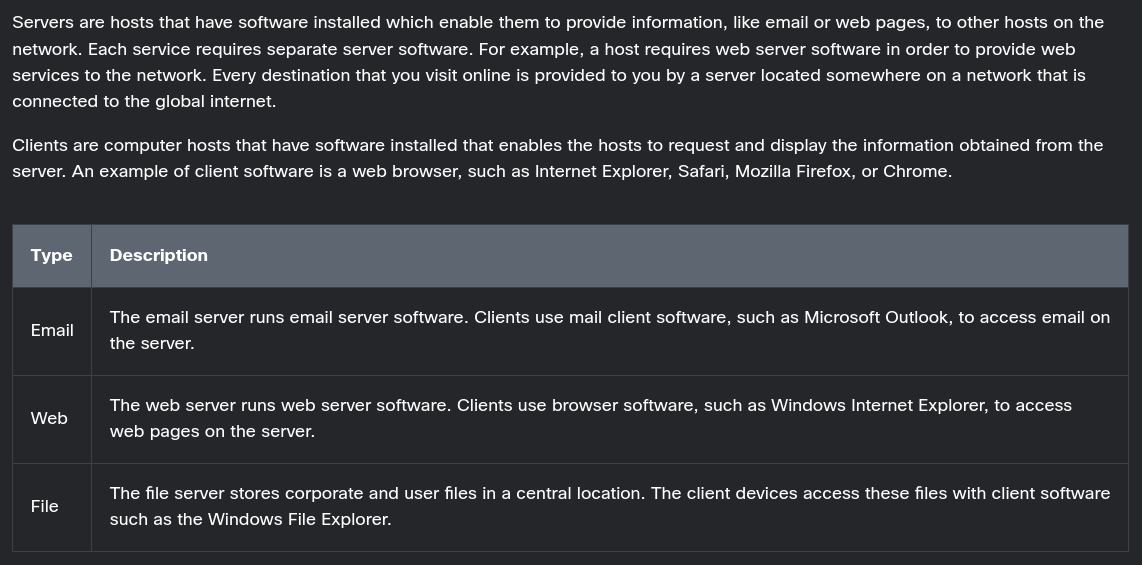 Servers are hosts that have software installed which enable them to provide information, like email or web pages, to other hosts on the
network. Each service requires separate server software. For example, a host requires web server software in order to provide web
services to the network. Every destination that you visit online is provided to you by a server located somewhere on a network that is
connected to the global internet.
Clients are computer hosts that have software installed that enables the hosts to request and display the information obtained from the
server. An example of client software is a web browser, such as Internet Explorer, Safari, Mozilla Firefox, or Chrome.
Type Description
Email
The email server runs email server software. Clients use mail client software, such as Microsoft Outlook, to access email on
the server.
Web
The web server runs web server software. Clients use browser software, such as Windows Internet Explorer, to access
web pages on the server.
File
The file server stores corporate and user files in a central location. The client devices access these files with client software
such as the Windows File Explorer.